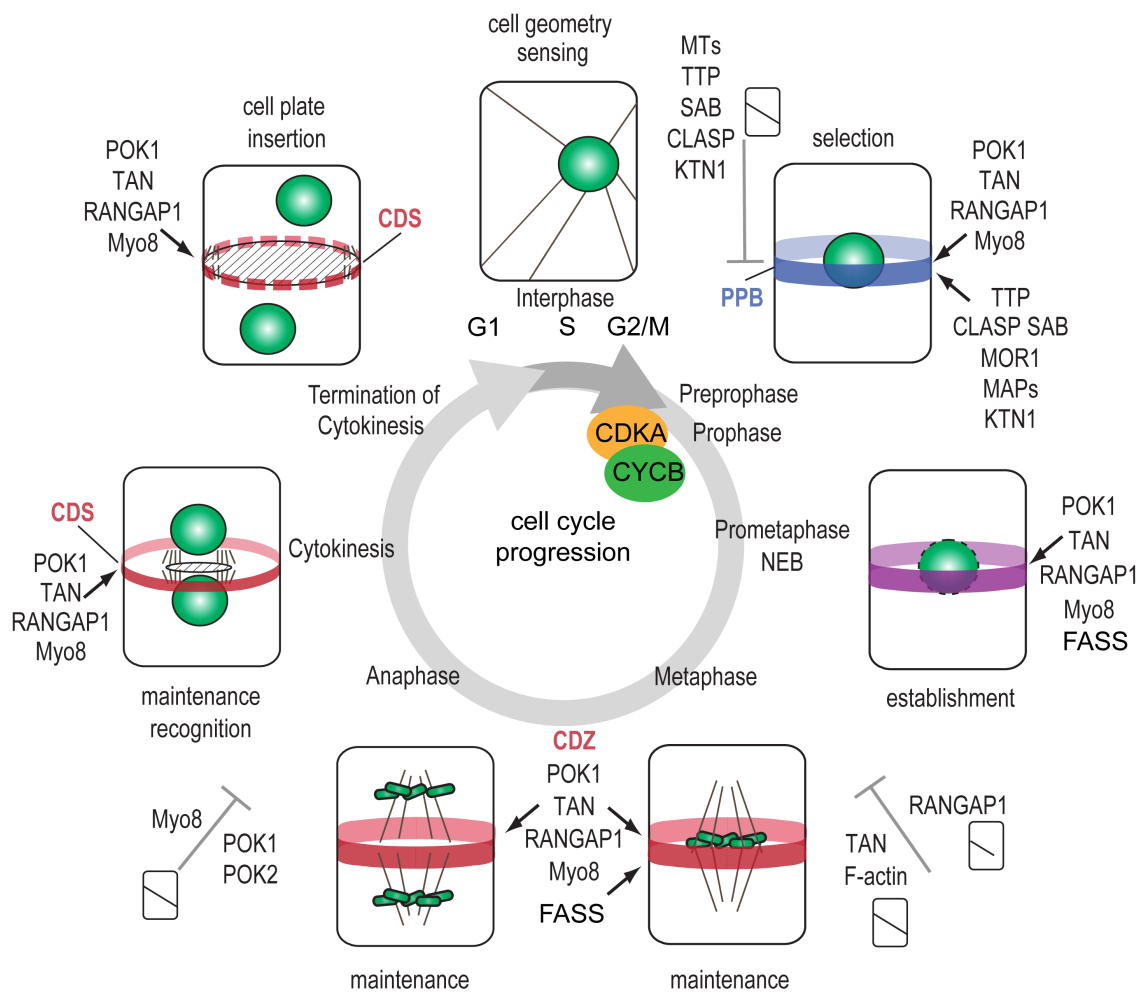 cell geometry
sensing
MTs
TTP
SAB
CLASP
KTN1
cell plate
insertion
POK1
TAN
RANGAP1
Myo8
CDS
selection
POK1
TAN
RANGAP1
Myo8
PPB
TTP
CLASP SAB
MOR1
MAPs
KTN1
Interphase
G1 S G2/M
Termination of
Cytokinesis
Preprophase
Prophase
CDKA
CYCB
cell cycle
progression
Prometaphase
NEB
POK1
TAN
RANGAP1
Myo8
FASS
establishment
CDS
POK1
TAN
RANGAP1
Myo8
Cytokinesis
maintenance
recognition
Anaphase
Metaphase
CDZ
POK1
TAN
RANGAP1
Myo8
FASS
maintenance
maintenance
Myo8
POK1
POK2
RANGAP1
TAN
F-actin